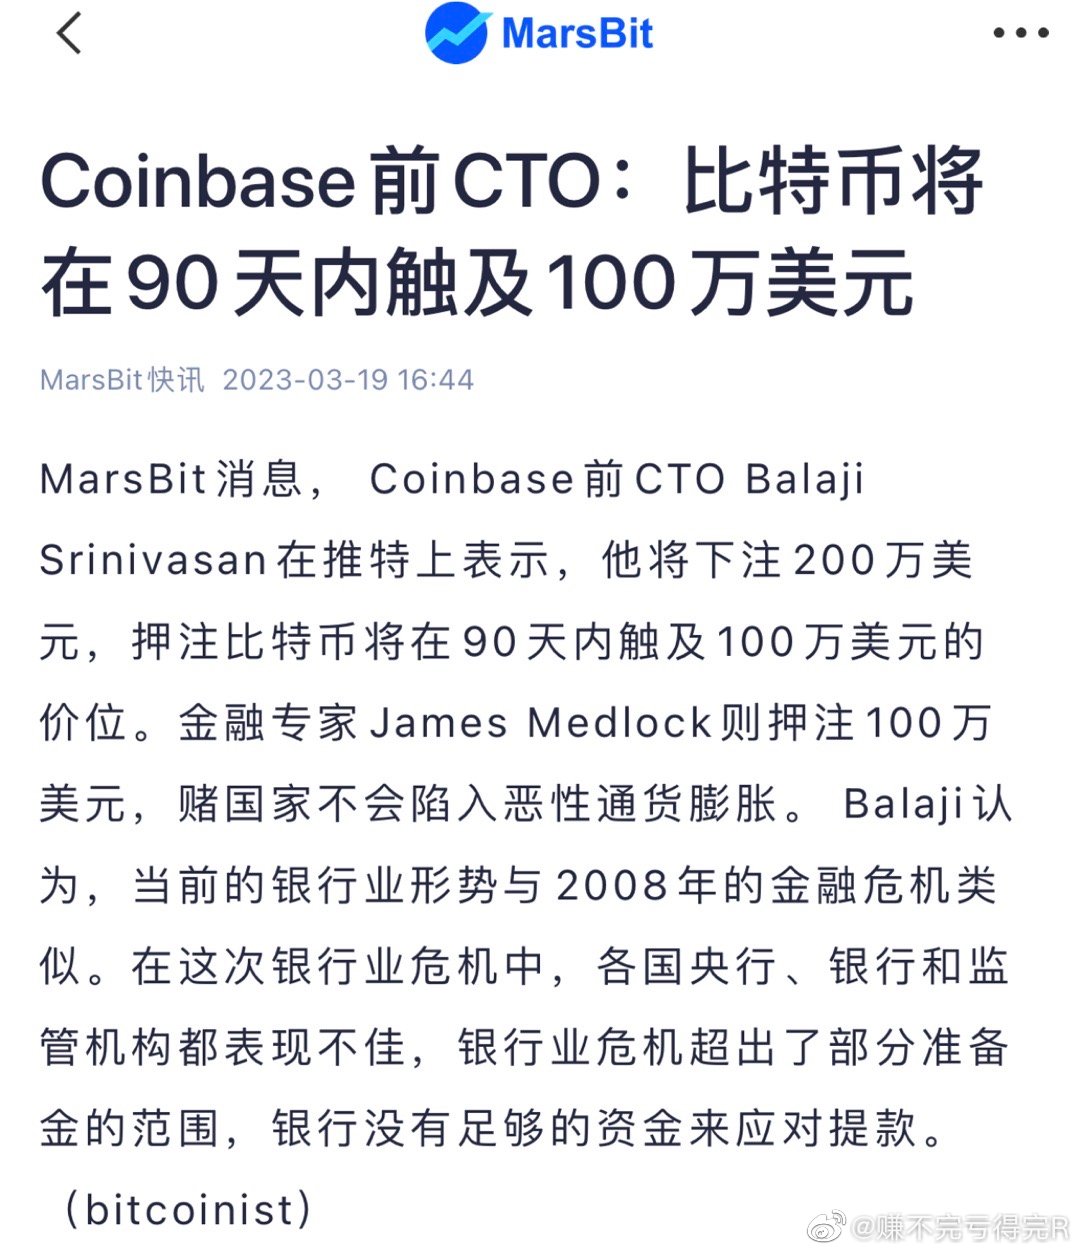 MarsBit
Coinbase前CTO：比特币将
在90天内触及100万美元
MarsBit快讯 2023-03-19 16:44
MarsBit消息， Coinbase前CTO Balaji
Srinivasan在推特上表示，他将下注200万美
元，押注比特币将在90天内触及100万美元的
价位。金融专家James Medlock则押注100万
美元，赌国家不会陷入恶性通货膨胀。 Balaji认
为，当前的银行业形势与2008年的金融危机类
似。在这次银行业危机中，各国央行、银行和监
管机构都表现不佳，银行业危机超出了部分准备
金的范围，银行没有足够的资金来应对提款。
（bitcoinist）
@赚不完亏得完R